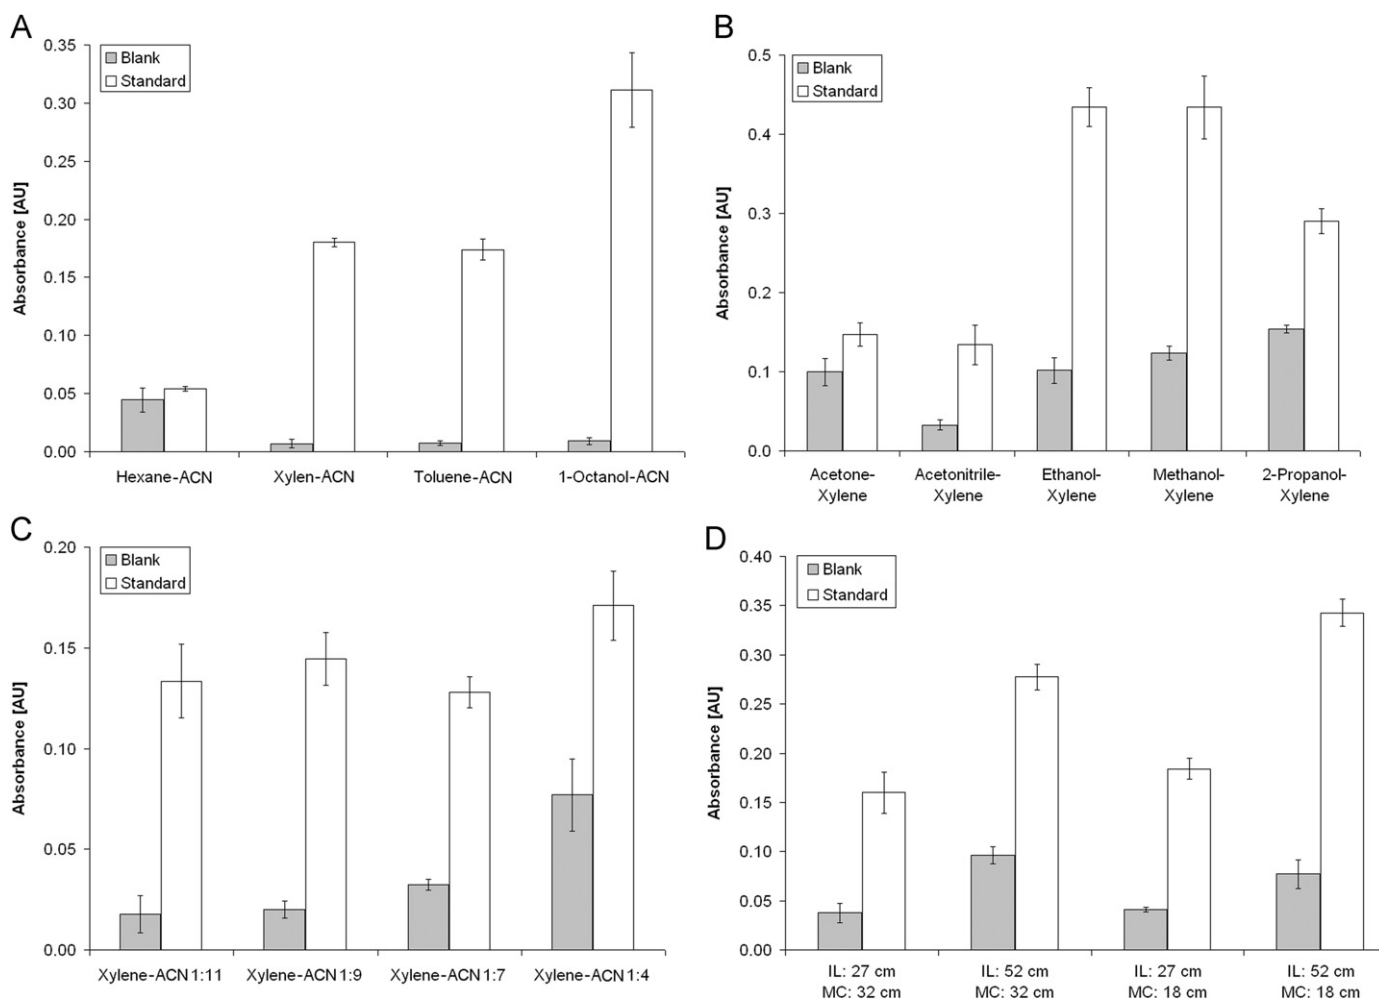 A
0.35
0.30
0.25
0.20
0.15
0.10
0.05
0.00
Absorbance [AU]
Blank
Standard
Hexane-ACN
Xylen-ACN
Toluene-ACN
1-Octanol-ACN
B
0.5
0.4
0.3
0.2
0.1
0.0
Absorbance [AU]
Blank
Standard
Acetone-
Xylene
Acetonitrile-
Xylene
Ethanol-
Xylene
Methanol-
Xylene
2-Propanol-
Xylene
C
0.20
0.15
0.10
0.05
0.00
Absorbance [AU]
Blank
Standard
Xylene-ACN 1:11
Xylene-ACN 1:9
Xylene-ACN 1:7
Xylene-ACN 1:4
D
0.40
0.35
0.30
0.25
0.20
0.15
0.10
0.05
0.00
Absorbance [AU]
Blank
Standard
IL: 27 cm
MC: 32 cm
IL: 52 cm
MC: 32 cm
IL: 27 cm
MC: 18 cm
IL: 52 cm
MC: 18 cm